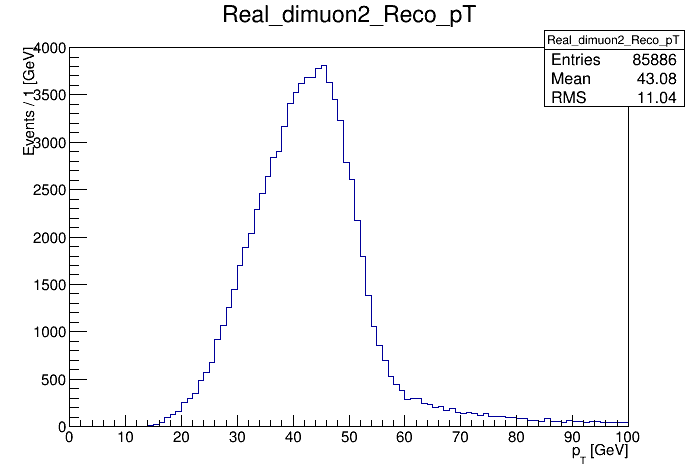 Real_dimuon2_Reco_pT
Real_dimuon2_Reco_pT
Entries 85886
Mean 43.08
RMS 11.04
Events / 1 [GeV]
4000
3500
3000
2500
2000
1500
1000
500
0
0 10 20 30 40 50 60 70 80 90 100
p_T [GeV]